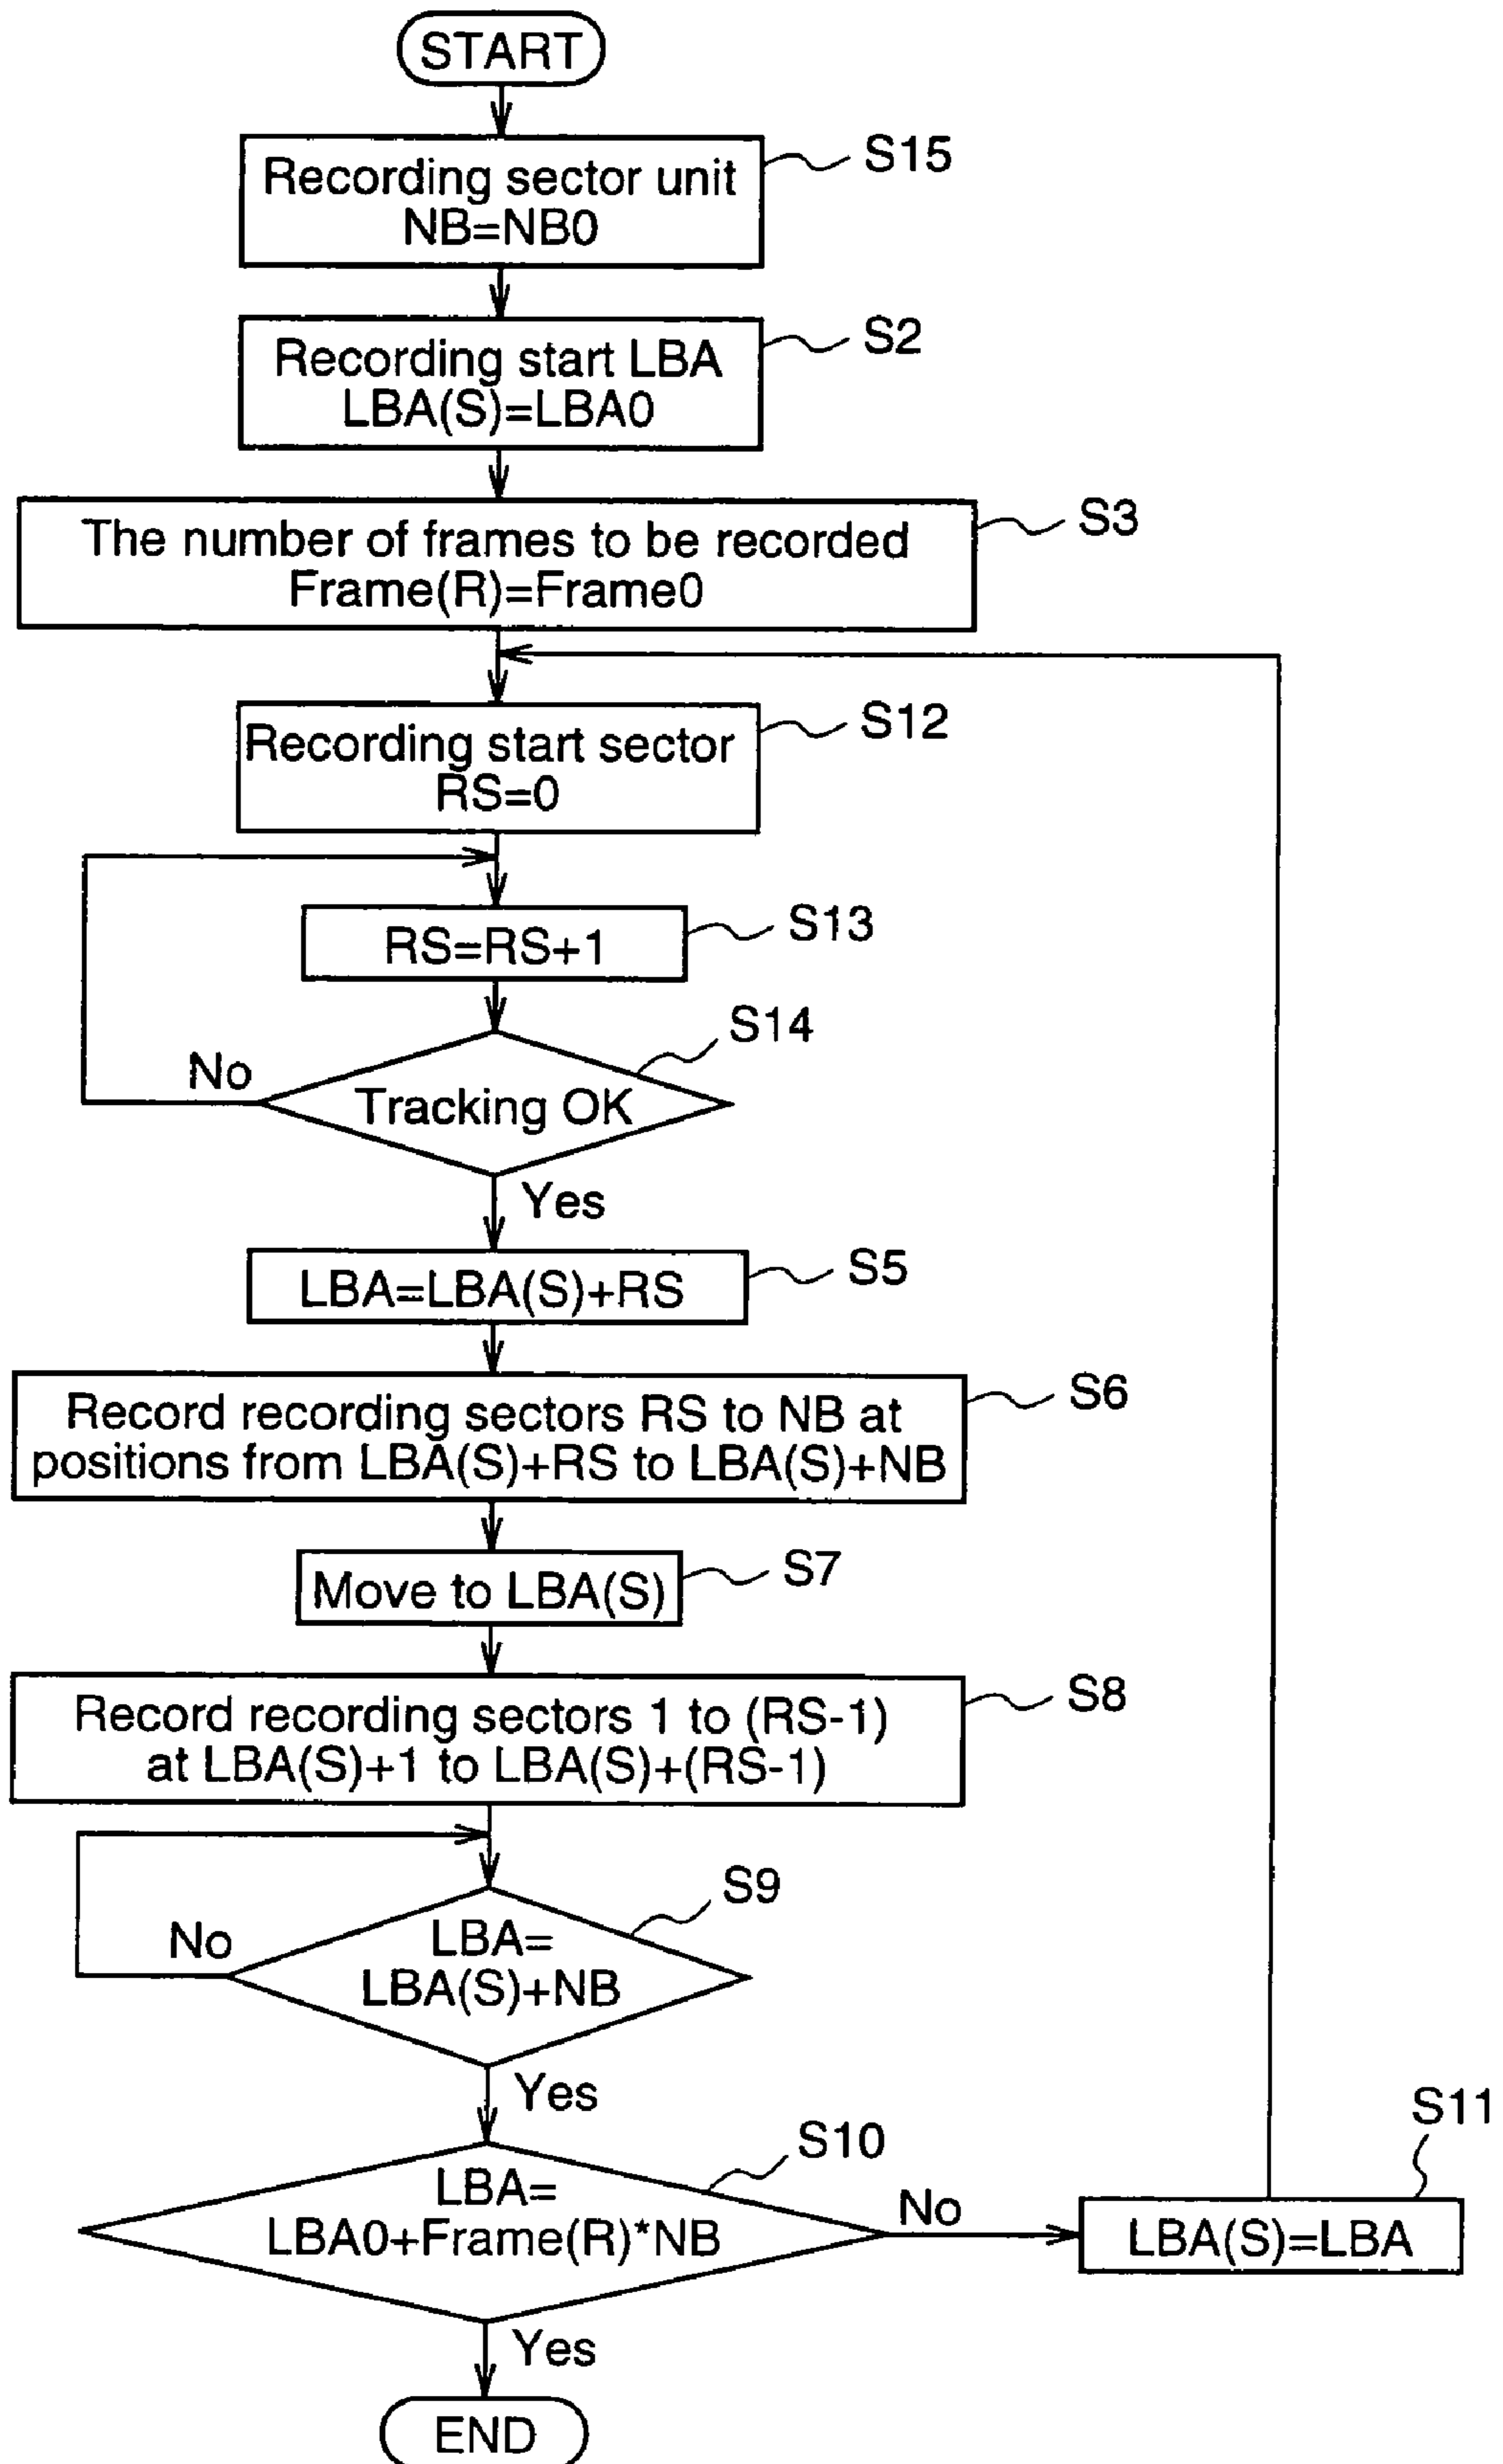 START
Recording sector unit
NB=NB0
S15
Recording start LBA
LBA(S)=LBA0
S2
The number of frames to be recorded
Frame(R)=Frame0
S3
Recording start sector
RS=0
S12
RS=RS+1
S13
Tracking OK
S14
No
Yes
LBA=LBA(S)+RS
S5
Record recording sectors RS to NB at
positions from LBA(S)+RS to LBA(S)+NB
S6
Move to LBA(S)
S7
Record recording sectors 1 to (RS-1)
at LBA(S)+1 to LBA(S)+(RS-1)
S8
LBA=
LBA(S)+NB
S9
No
Yes
LBA=
LBA0+Frame(R)*NB
S10
No
LBA(S)=LBA
S11
Yes
END